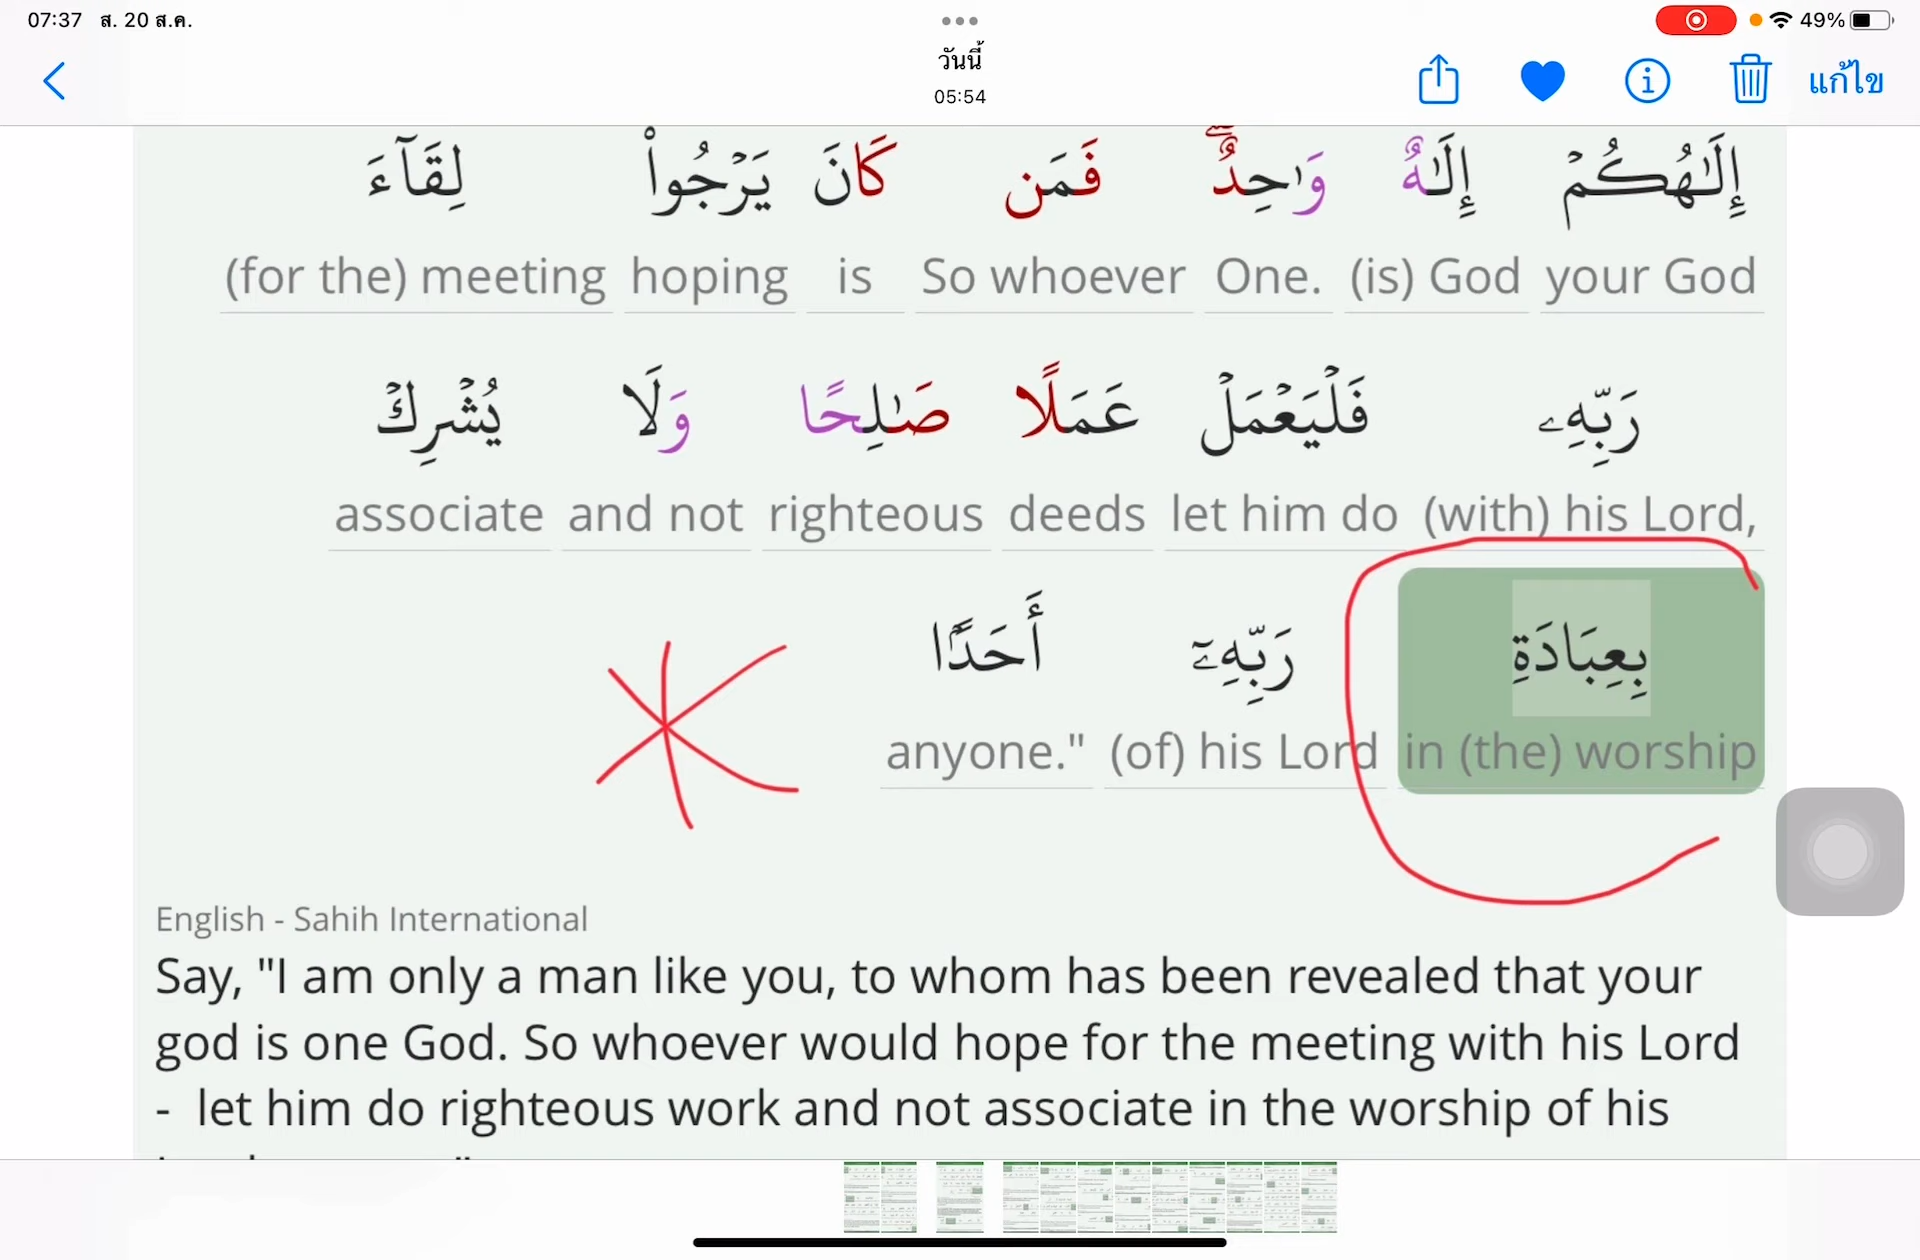 07:37 ส. 20 ส.ค.
49%
วันนี้
05:54
แก้ไข
إِلَٰهُكُمْ إِلَٰهٌ وَٰحِدٌ ۖ فَمَن كَانَ يَرْجُوا۟ لِقَآءَ
(for the) meeting hoping is So whoever One. (is) God your God
رَبِّهِۦ فَلْيَعْمَلْ عَمَلًا صَٰلِحًا وَلَا يُشْرِكْ
associate and not righteous deeds let him do (with) his Lord,
بِعِبَادَةِ رَبِّهِۦٓ أَحَدًۢا
anyone." (of) his Lord in (the) worship
English - Sahih International
Say, "I am only a man like you, to whom has been revealed that your
god is one God. So whoever would hope for the meeting with his Lord
- let him do righteous work and not associate in the worship of his